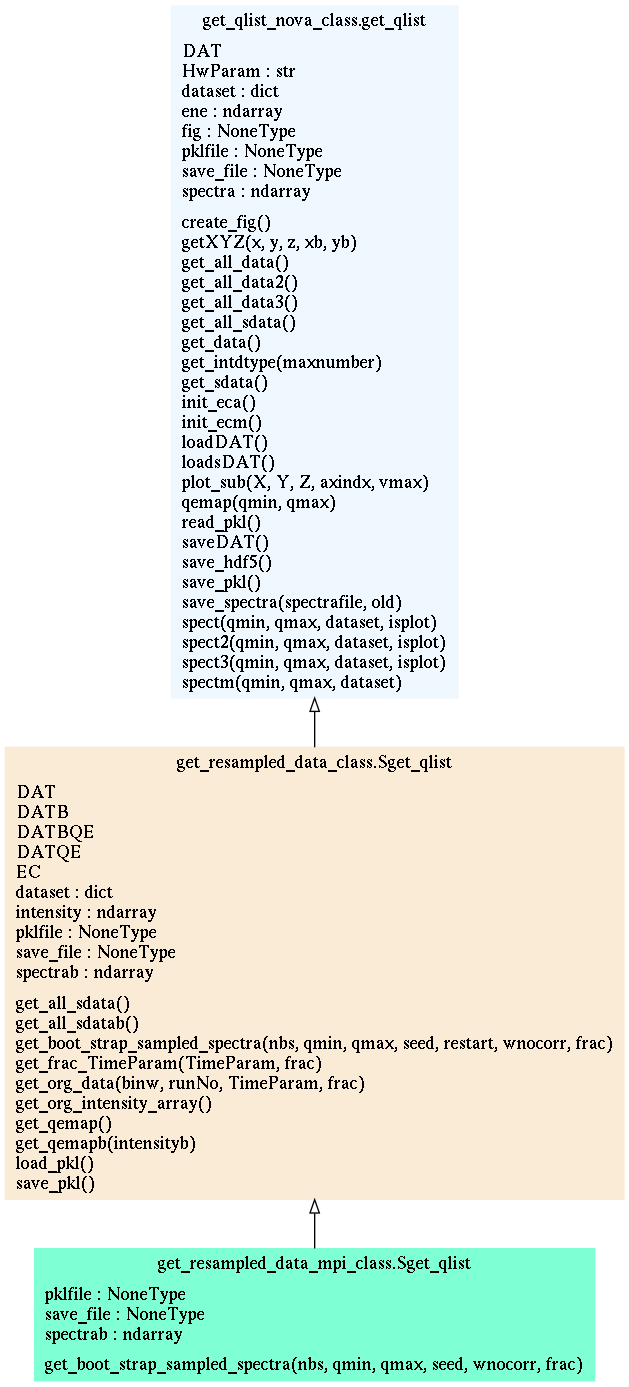 get_qlist_nova_class.get_qlist
DAT
HwParam : str
dataset : dict
ene : ndarray
fig : NoneType
pklfile : NoneType
save_file : NoneType
spectra : ndarray
create_fig()
getXYZ(x, y, z, xb, yb)
get_all_data()
get_all_data2()
get_all_data3()
get_all_sdata()
get_data()
get_intdtype(maxnumber)
get_sdata()
init_eca()
init_ecm()
loadDAT()
loadsDAT()
plot_sub(X, Y, Z, axindx, vmax)
qemap(qmin, qmax)
read_pkl()
saveDAT()
save_hdf5()
save_pkl()
save_spectra(spectrafile, old)
spect(qmin, qmax, dataset, isplot)
spect2(qmin, qmax, dataset, isplot)
spect3(qmin, qmax, dataset, isplot)
spectm(qmin, qmax, dataset)
get_resampled_data_class.Sget_qlist
DAT
DATB
DATBQE
DATQE
EC
dataset : dict
intensity : ndarray
pklfile : NoneType
save_file : NoneType
spectrab : ndarray
get_all_sdata()
get_all_sdatab()
get_boot_strap_sampled_spectra(nbs, qmin, qmax, seed, restart, wnocorr, frac)
get_frac_TimeParam(TimeParam, frac)
get_org_data(binw, runNo, TimeParam, frac)
get_org_intensity_array()
get_qemap()
get_qemapb(intensityb)
load_pkl()
save_pkl()
get_resampled_data_mpi_class.Sget_qlist
pklfile : NoneType
save_file : NoneType
spectrab : ndarray
get_boot_strap_sampled_spectra(nbs, qmin, qmax, seed, wnocorr, frac)